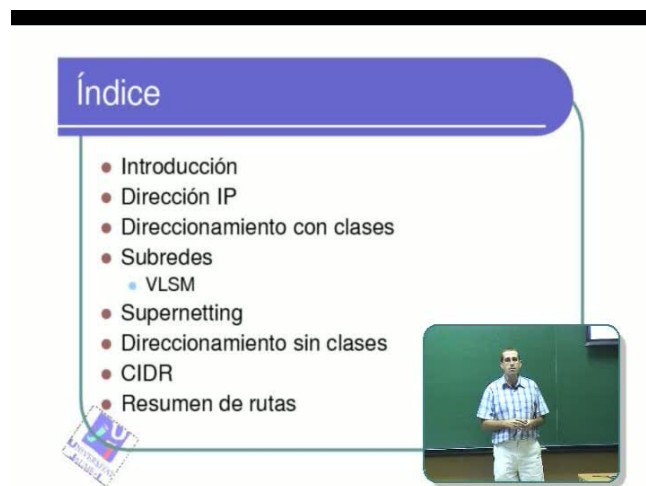 Índice
Introducción
Dirección IP
Direccionamiento con clases
Subredes
VLSM
Supernetting
Direccionamiento sin clases
CIDR
Resumen de rutas